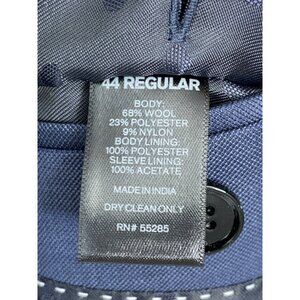 44 REGULAR
BODY:
68% WOOL
23% POLYESTER
9% NYLON
BODY LINING:
100% POLYESTER
SLEEVE LINING:
100% ACETATE
MADE IN INDIA
DRY CLEAN ONLY
RN# 55285